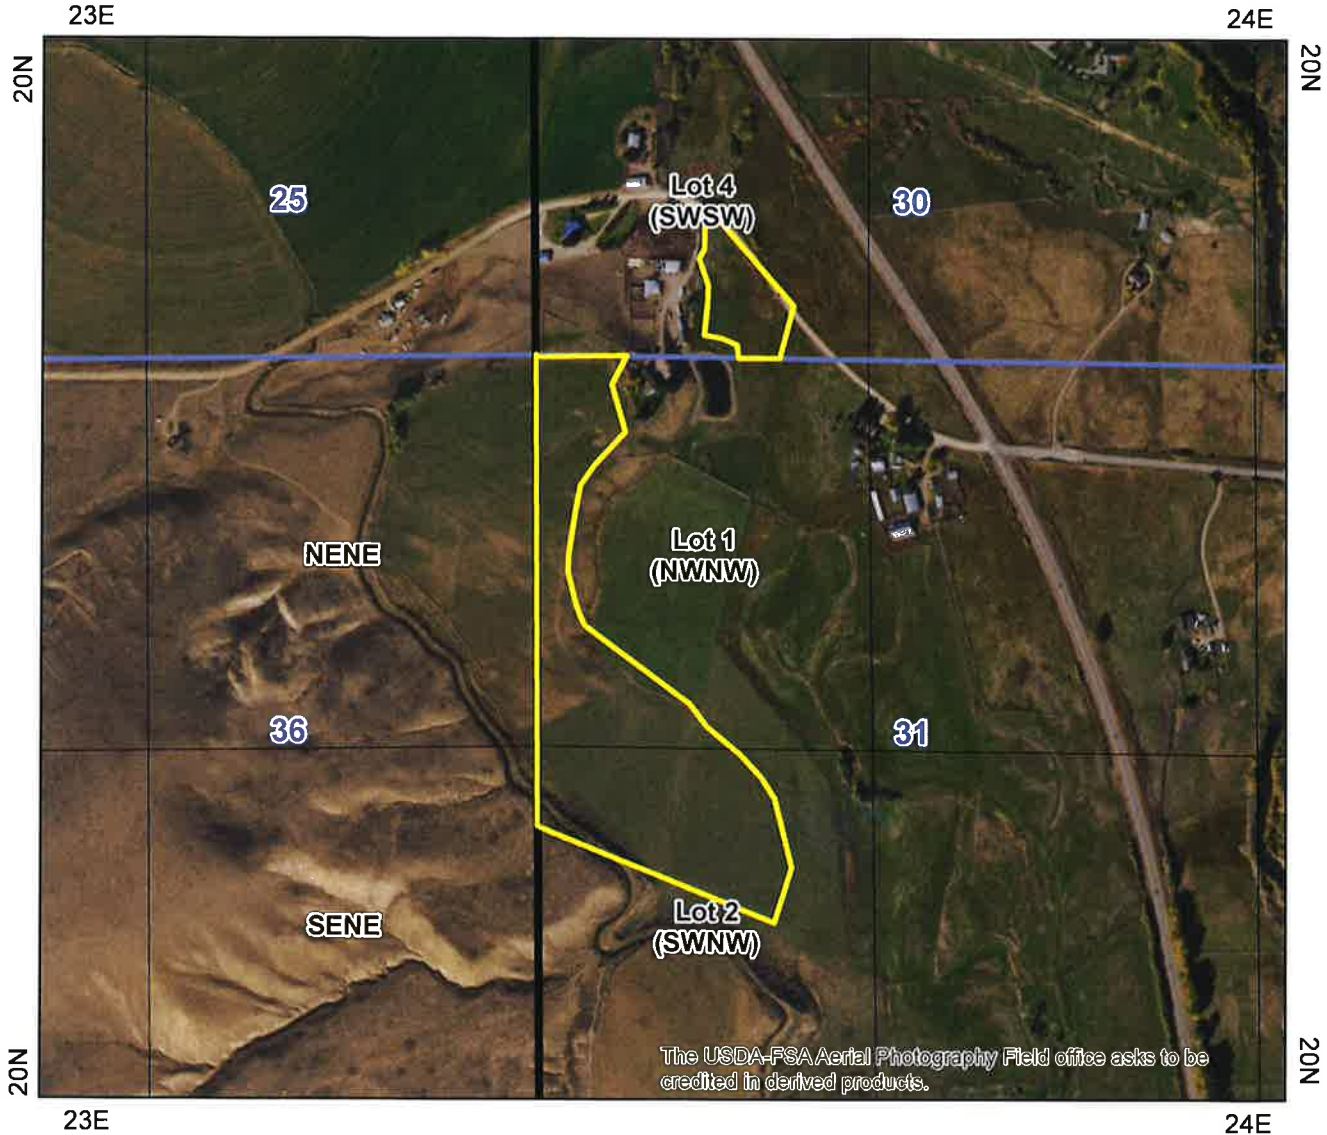 23E
24E
20N
20N
25
Lot 4
(SWSW)
30
NENE
Lot 1
(NWNW)
36
31
SENE
Lot 2
(SWNW)
The USDA-FSA Aerial Photography Field office asks to be
credited in derived products.
20N
20N
23E
24E